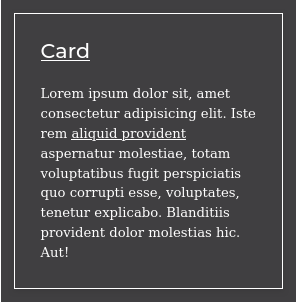 Card
Lorem ipsum dolor sit, amet
consectetur adipisicing elit. Iste
rem aliquid provident
aspernatur molestiae, totam
voluptatibus fugit perspiciatis
quo corrupti esse, voluptates,
tenetur explicabo. Blanditiis
provident dolor molestias hic.
Aut!